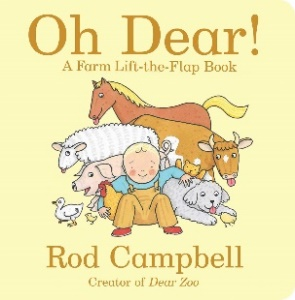 Oh Dear!
A Farm Lift-the-Flap Book
Rod Campbell
Creator of Dear Zoo